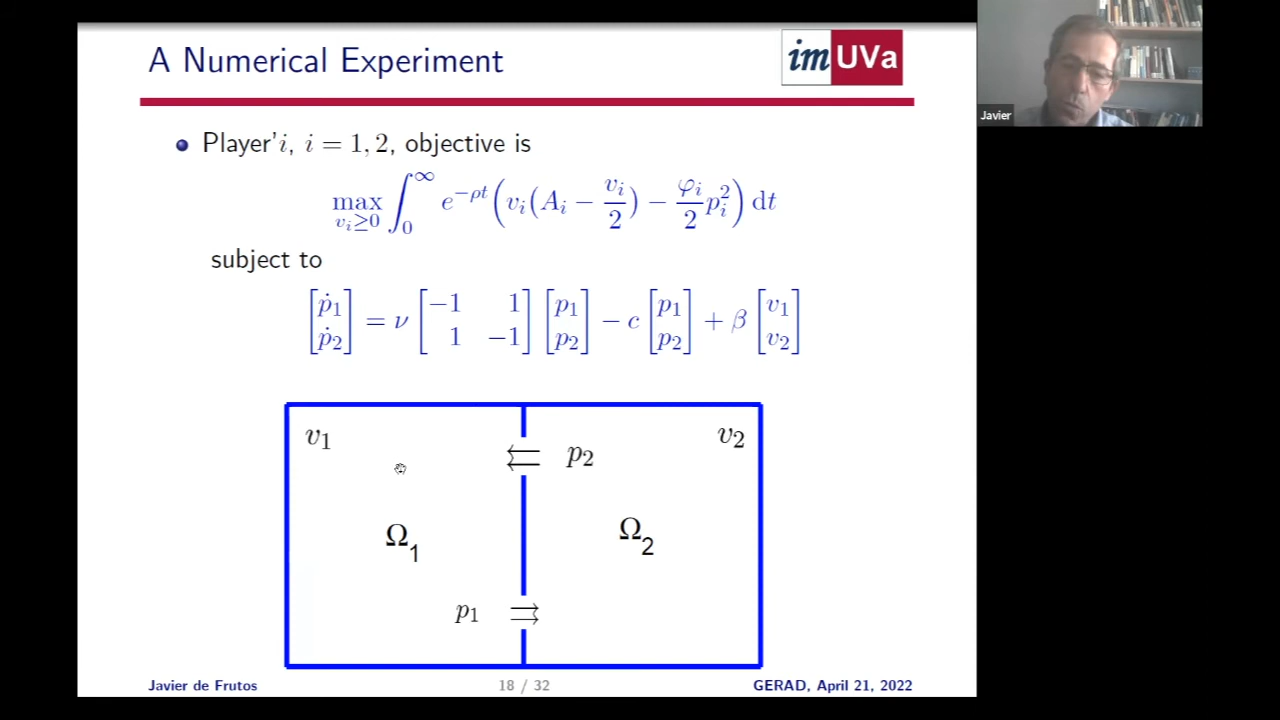 A Numerical Experiment
im UVa
Javier
Player'i, i = 1, 2, objective is
max_{v_i≥0} ∫_0^∞ e^{−ρt} ( v_i ( A_i − v_i/2 ) − φ_i/2 p_i^2 ) dt
subject to
[ṗ_1 ; ṗ_2] = ν [−1 1 ; 1 −1] [p_1 ; p_2] − c [p_1 ; p_2] + β [v_1 ; v_2]
v_1 v_2
⇇ p_2
Ω_1 Ω_2
p_1 ⇉
Javier de Frutos 18 / 32 GERAD, April 21, 2022